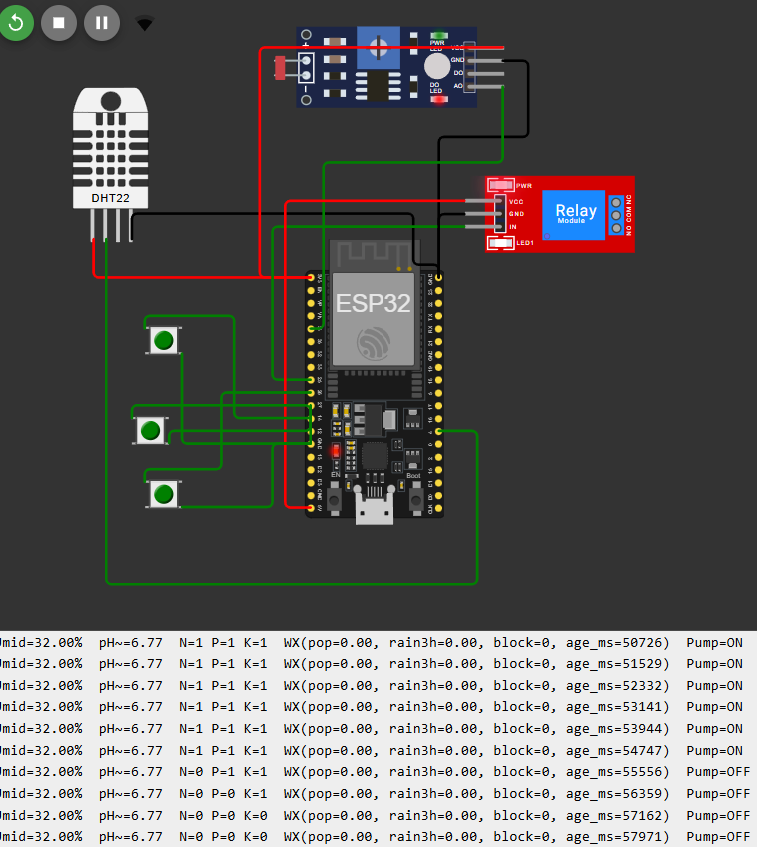 PWR
LED
VCC
GND
DO
AO
DO
LED
DHT22
PWR
VCC
GND
IN
LED1
Relay
Module
NO COM NC
ESP32
EN
Boot
umid=32.00%  pH~=6.77  N=1 P=1 K=1  WX(pop=0.00, rain3h=0.00, block=0, age_ms=50726)  Pump=ON
umid=32.00%  pH~=6.77  N=1 P=1 K=1  WX(pop=0.00, rain3h=0.00, block=0, age_ms=51529)  Pump=ON
umid=32.00%  pH~=6.77  N=1 P=1 K=1  WX(pop=0.00, rain3h=0.00, block=0, age_ms=52332)  Pump=ON
umid=32.00%  pH~=6.77  N=1 P=1 K=1  WX(pop=0.00, rain3h=0.00, block=0, age_ms=53141)  Pump=ON
umid=32.00%  pH~=6.77  N=1 P=1 K=1  WX(pop=0.00, rain3h=0.00, block=0, age_ms=53944)  Pump=ON
umid=32.00%  pH~=6.77  N=1 P=1 K=1  WX(pop=0.00, rain3h=0.00, block=0, age_ms=54747)  Pump=ON
umid=32.00%  pH~=6.77  N=0 P=1 K=1  WX(pop=0.00, rain3h=0.00, block=0, age_ms=55556)  Pump=OFF
umid=32.00%  pH~=6.77  N=0 P=0 K=1  WX(pop=0.00, rain3h=0.00, block=0, age_ms=56359)  Pump=OFF
umid=32.00%  pH~=6.77  N=0 P=0 K=0  WX(pop=0.00, rain3h=0.00, block=0, age_ms=57162)  Pump=OFF
umid=32.00%  pH~=6.77  N=0 P=0 K=0  WX(pop=0.00, rain3h=0.00, block=0, age_ms=57971)  Pump=OFF